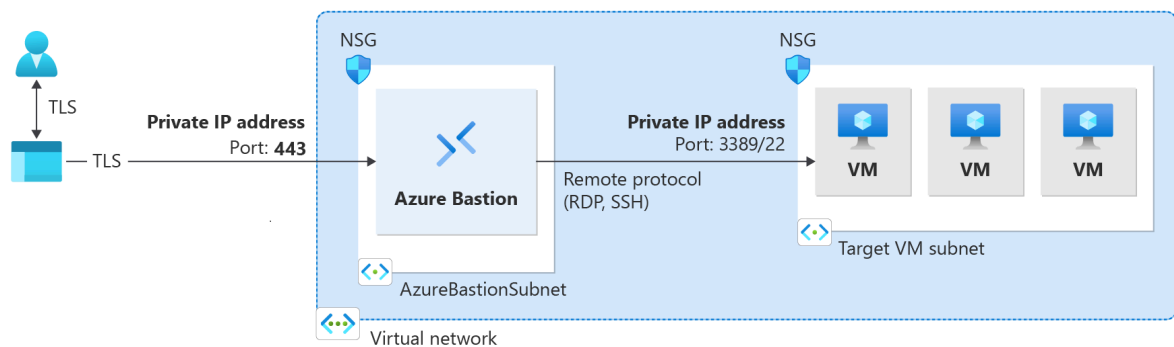 NSG
NSG
TLS
Private IP address
Port: 443
TLS
Azure Bastion
Private IP address
Port: 3389/22
Remote protocol
(RDP, SSH)
VM
VM
VM
Target VM subnet
AzureBastionSubnet
Virtual network